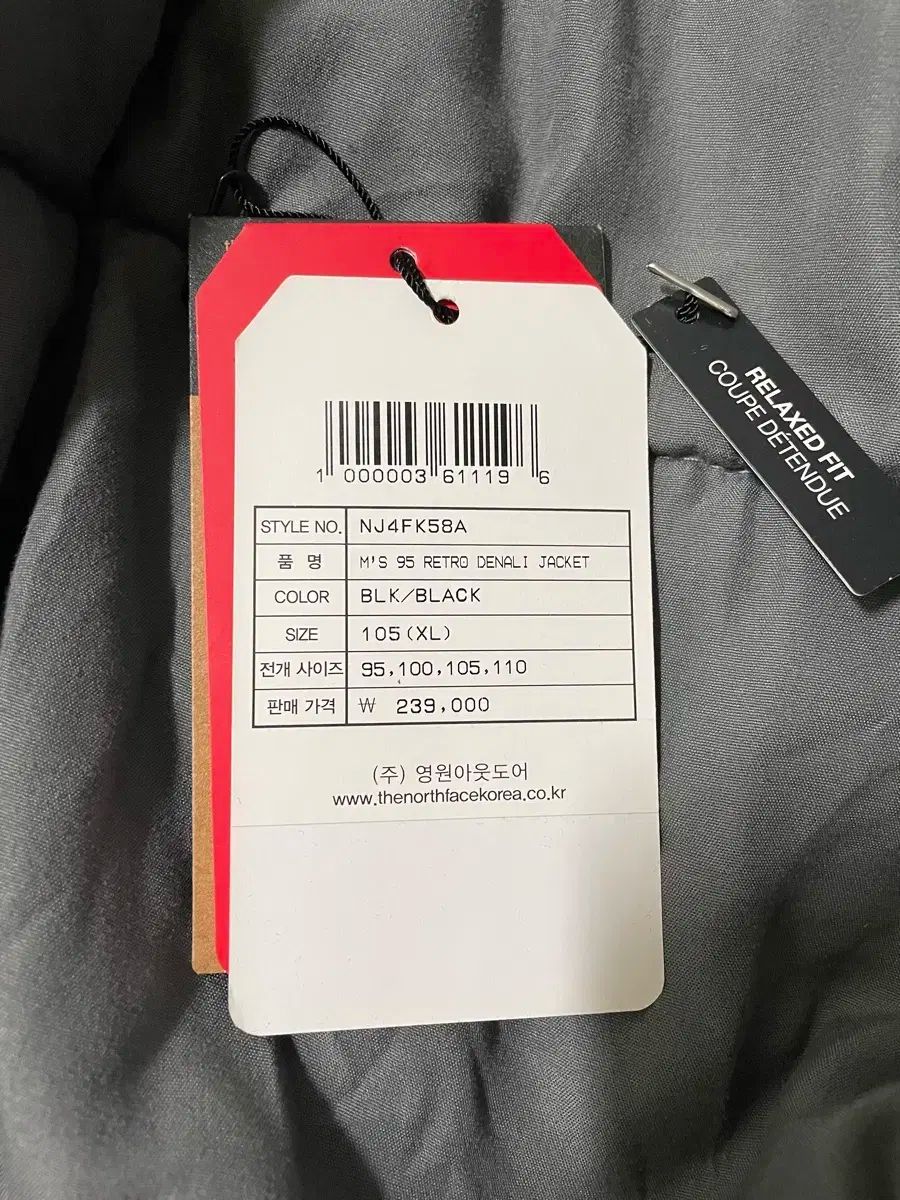 1 000003 61119 6
STYLE NO. NJ4FK58A
품 명 M'S 95 RETRO DENALI JACKET
COLOR BLK/BLACK
SIZE 105(XL)
전개 사이즈 95,100,105,110
판매 가격 ₩ 239,000
(주) 영원아웃도어
www.thenorthfacekorea.co.kr
RELAXED FIT
COUPE DÉTENDUE